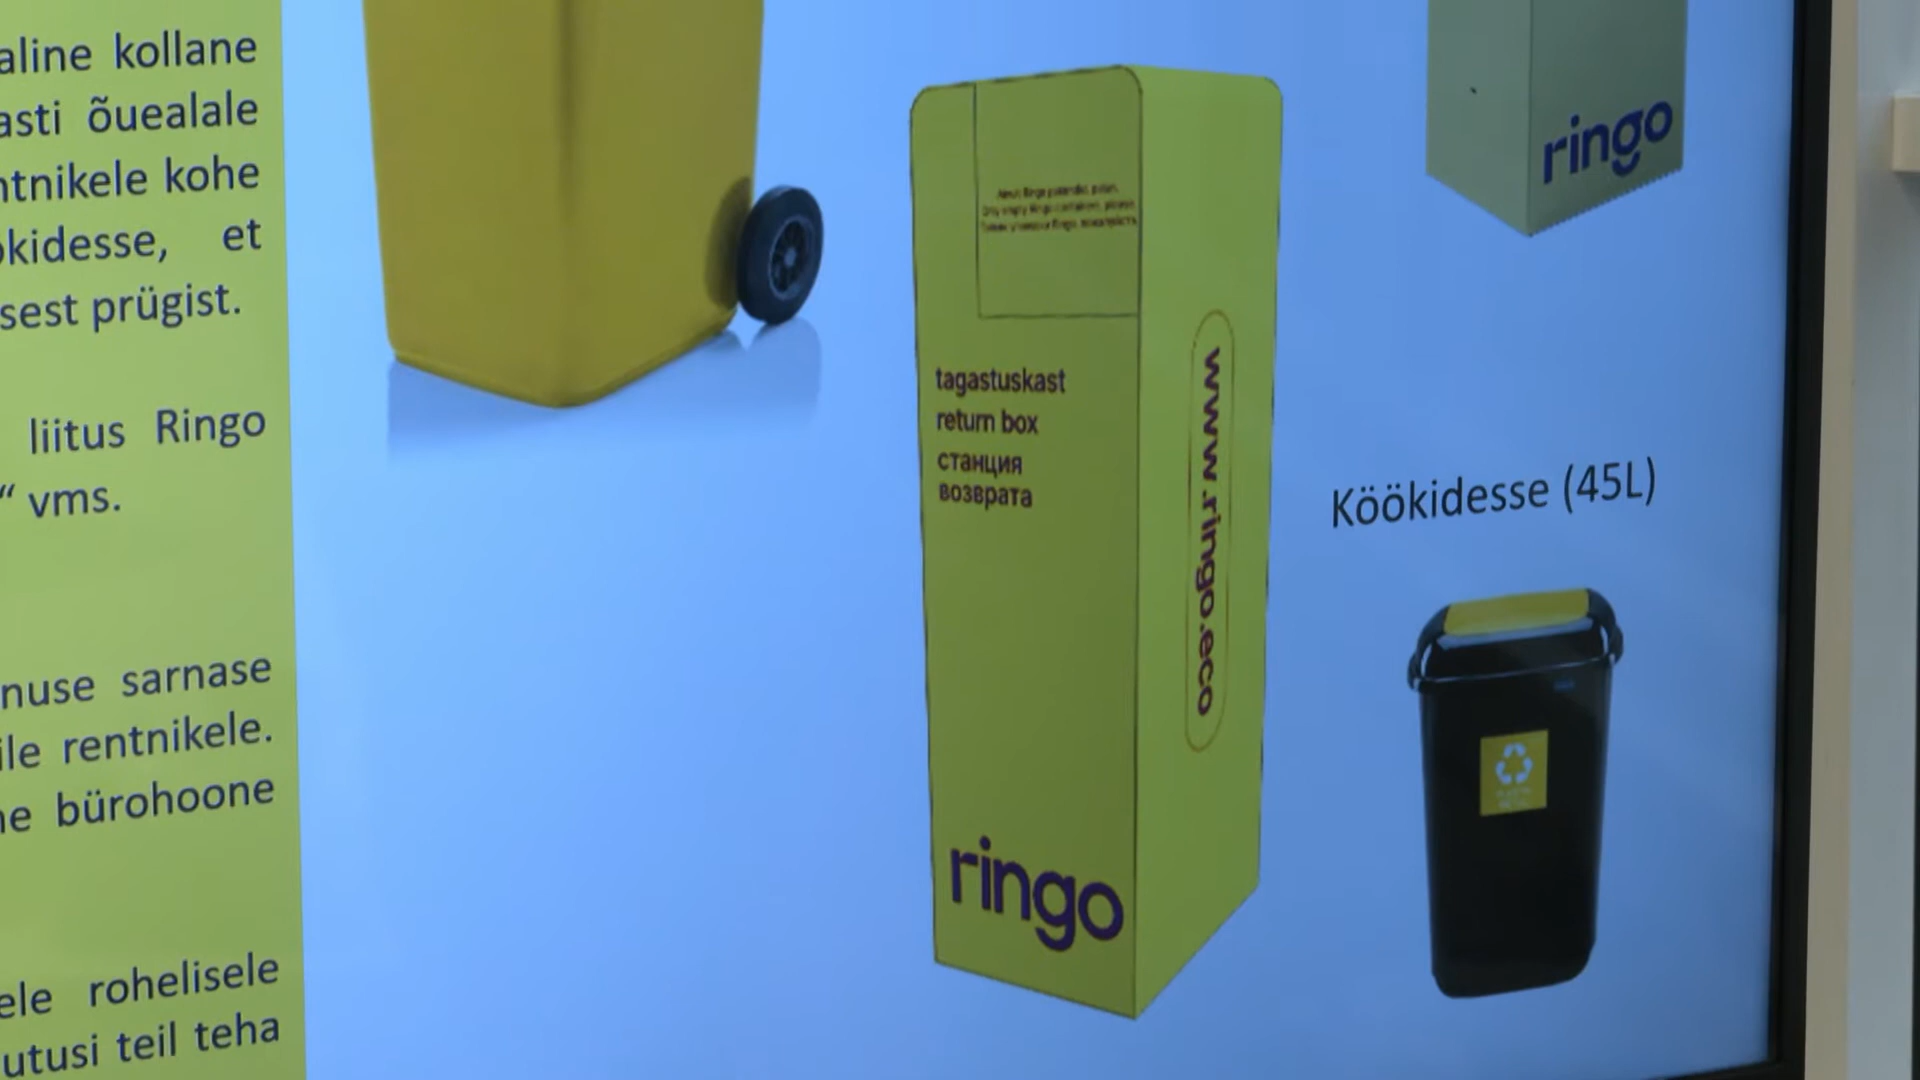 aline kollane
asti õuealale
ntnikele kohe
ökidesse, et
sest prügist.
liitus Ringo
“ vms.
nuse sarnase
ile rentnikele.
ne bürohoone
ele rohelisele
utusi teil teha
tagastuskast
return box
станция
возврата
ringo
www.ringo.eco
ringo
Köökidesse (45L)